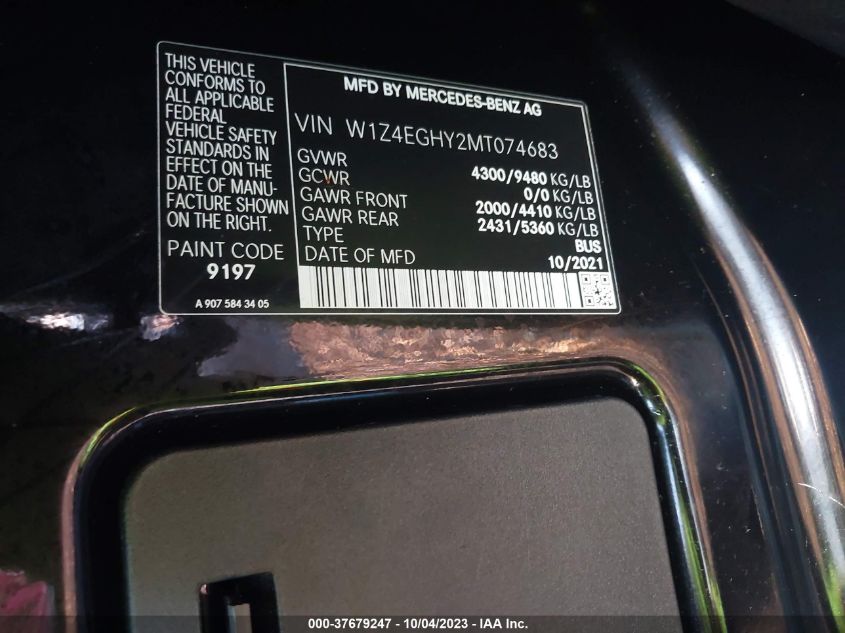 THIS VEHICLE
CONFORMS TO
ALL APPLICABLE
FEDERAL
VEHICLE SAFETY
STANDARDS IN
EFFECT ON THE
DATE OF MANU-
FACTURE SHOWN
ON THE RIGHT.
PAINT CODE
9197
A 907 584 34 05
MFD BY MERCEDES-BENZ AG
VIN W1Z4EGHY2MT074683
GVWR 4300/9480 KG/LB
GCWR 0/0 KG/LB
GAWR FRONT 2000/4410 KG/LB
GAWR REAR 2431/5360 KG/LB
TYPE BUS
DATE OF MFD 10/2021
000-37679247 - 10/04/2023 - IAA Inc.